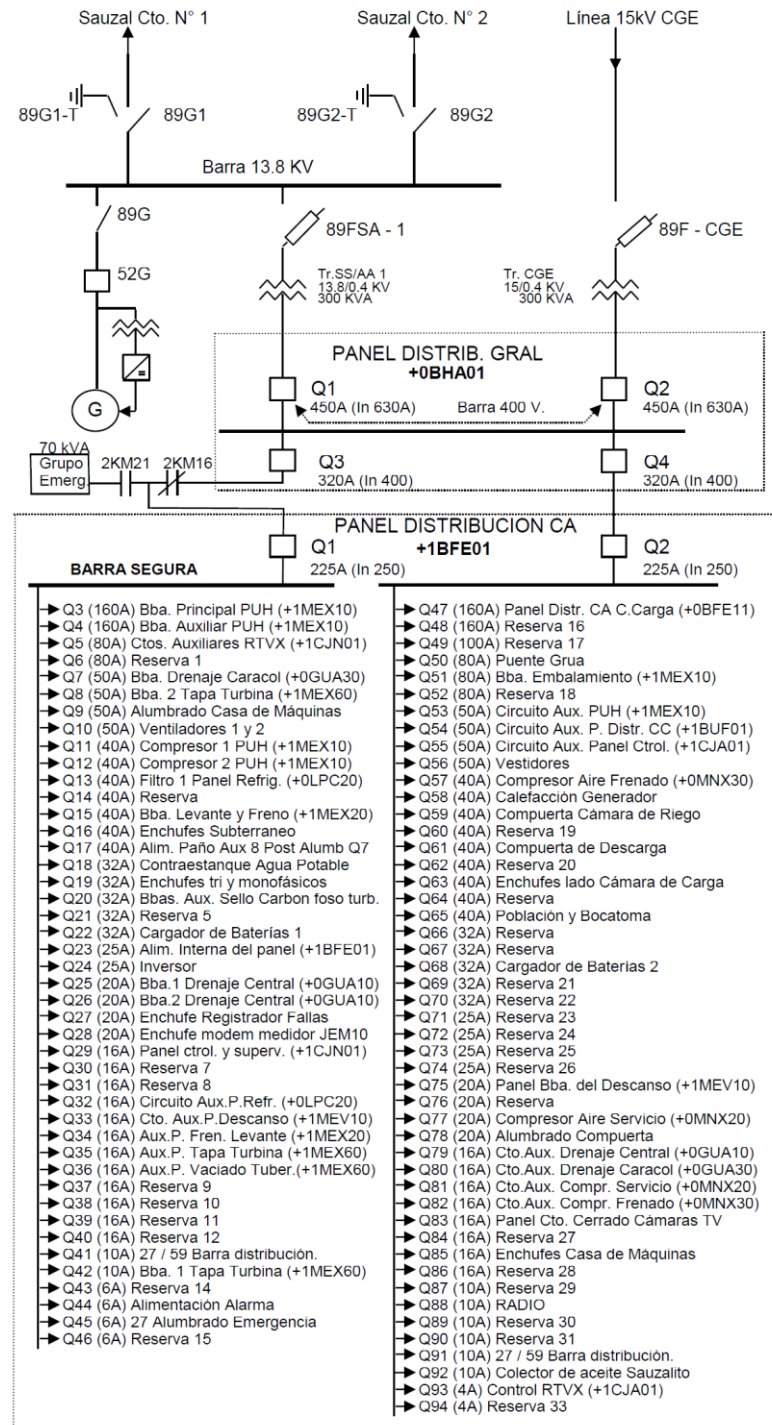 Sauzal Cto. N° 1
Sauzal Cto. N° 2
Línea 15kV CGE
89G1-T
89G1
89G2-T
89G2
Barra 13.8 KV
89G
89FSA - 1
89F - CGE
52G
Tr.SS/AA 1
13.8/0.4 KV
300 KVA
Tr. CGE
15/0.4 KV
300 KVA
PANEL DISTRIB. GRAL
+0BHA01
G
Q1
450A (In 630A)
Barra 400 V.
Q2
450A (In 630A)
70 kVA
Grupo
Emerg.
2KM21
2KM16
Q3
320A (In 400)
Q4
320A (In 400)
PANEL DISTRIBUCION CA
+1BFE01
Q1
225A (In 250)
Q2
225A (In 250)
BARRA SEGURA
Q3 (160A) Bba. Principal PUH (+1MEX10)
Q4 (160A) Bba. Auxiliar PUH (+1MEX10)
Q5 (80A) Ctos. Auxiliares RTVX (+1CJN01)
Q6 (80A) Reserva 1
Q7 (50A) Bba. Drenaje Caracol (+0GUA30)
Q8 (50A) Bba. 2 Tapa Turbina (+1MEX60)
Q9 (50A) Alumbrado Casa de Máquinas
Q10 (50A) Ventiladores 1 y 2
Q11 (40A) Compresor 1 PUH (+1MEX10)
Q12 (40A) Compresor 2 PUH (+1MEX10)
Q13 (40A) Filtro 1 Panel Refrig. (+0LPC20)
Q14 (40A) Reserva
Q15 (40A) Bba. Levante y Freno (+1MEX20)
Q16 (40A) Enchufes Subterraneo
Q17 (40A) Alim. Paño Aux 8 Post Alumb Q7
Q18 (32A) Contraestanque Agua Potable
Q19 (32A) Enchufes tri y monofásicos
Q20 (32A) Bbas. Aux. Sello Carbon foso turb.
Q21 (32A) Reserva 5
Q22 (32A) Cargador de Baterías 1
Q23 (25A) Alim. Interna del panel (+1BFE01)
Q24 (25A) Inversor
Q25 (20A) Bba.1 Drenaje Central (+0GUA10)
Q26 (20A) Bba.2 Drenaje Central (+0GUA10)
Q27 (20A) Enchufe Registrador Fallas
Q28 (20A) Enchufe modem medidor JEM10
Q29 (16A) Panel ctrol. y superv. (+1CJN01)
Q30 (16A) Reserva 7
Q31 (16A) Reserva 8
Q32 (16A) Circuito Aux.P.Refr. (+0LPC20)
Q33 (16A) Cto. Aux.P.Descanso (+1MEV10)
Q34 (16A) Aux.P. Fren. Levante (+1MEX20)
Q35 (16A) Aux.P. Tapa Turbina (+1MEX60)
Q36 (16A) Aux.P. Vaciado Tuber.(+1MEX60)
Q37 (16A) Reserva 9
Q38 (16A) Reserva 10
Q39 (16A) Reserva 11
Q40 (16A) Reserva 12
Q41 (10A) 27 / 59 Barra distribución.
Q42 (10A) Bba. 1 Tapa Turbina (+1MEX60)
Q43 (6A) Reserva 14
Q44 (6A) Alimentación Alarma
Q45 (6A) 27 Alumbrado Emergencia
Q46 (6A) Reserva 15
Q47 (160A) Panel Distr. CA C.Carga (+0BFE11)
Q48 (160A) Reserva 16
Q49 (100A) Reserva 17
Q50 (80A) Puente Grua
Q51 (80A) Bba. Embalamiento (+1MEX10)
Q52 (80A) Reserva 18
Q53 (50A) Circuito Aux. PUH (+1MEX10)
Q54 (50A) Circuito Aux. P. Distr. CC (+1BUF01)
Q55 (50A) Circuito Aux. Panel Ctrol. (+1CJA01)
Q56 (50A) Vestidores
Q57 (40A) Compresor Aire Frenado (+0MNX30)
Q58 (40A) Calefacción Generador
Q59 (40A) Compuerta Cámara de Riego
Q60 (40A) Reserva 19
Q61 (40A) Compuerta de Descarga
Q62 (40A) Reserva 20
Q63 (40A) Enchufes lado Cámara de Carga
Q64 (40A) Reserva
Q65 (40A) Población y Bocatoma
Q66 (32A) Reserva
Q67 (32A) Reserva
Q68 (32A) Cargador de Baterías 2
Q69 (32A) Reserva 21
Q70 (32A) Reserva 22
Q71 (25A) Reserva 23
Q72 (25A) Reserva 24
Q73 (25A) Reserva 25
Q74 (25A) Reserva 26
Q75 (20A) Panel Bba. del Descanso (+1MEV10)
Q76 (20A) Reserva
Q77 (20A) Compresor Aire Servicio (+0MNX20)
Q78 (20A) Alumbrado Compuerta
Q79 (16A) Cto.Aux. Drenaje Central (+0GUA10)
Q80 (16A) Cto.Aux. Drenaje Caracol (+0GUA30)
Q81 (16A) Cto.Aux. Compr. Servicio (+0MNX20)
Q82 (16A) Cto.Aux. Compr. Frenado (+0MNX30)
Q83 (16A) Panel Cto. Cerrado Cámaras TV
Q84 (16A) Reserva 27
Q85 (16A) Enchufes Casa de Máquinas
Q86 (16A) Reserva 28
Q87 (10A) Reserva 29
Q88 (10A) RADIO
Q89 (10A) Reserva 30
Q90 (10A) Reserva 31
Q91 (10A) 27 / 59 Barra distribución.
Q92 (10A) Colector de aceite Sauzalito
Q93 (4A) Control RTVX (+1CJA01)
Q94 (4A) Reserva 33